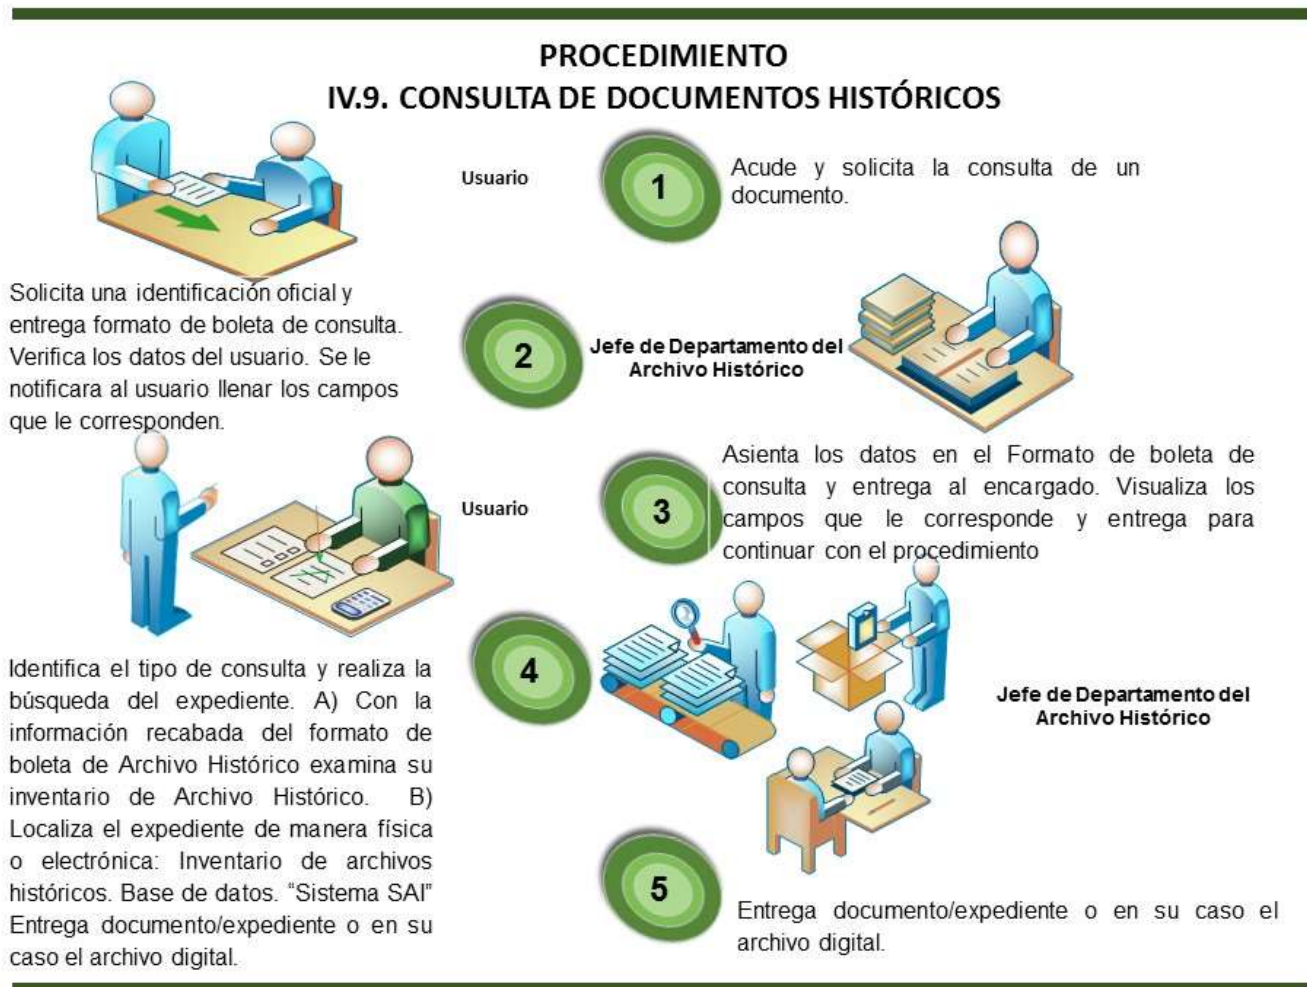 PROCEDIMIENTO
IV.9. CONSULTA DE DOCUMENTOS HISTÓRICOS
Usuario
1
Acude y solicita la consulta de un
documento.
Solicita una identificación oficial y
entrega formato de boleta de consulta.
Verifica los datos del usuario. Se le
notificara al usuario llenar los campos
que le corresponden.
2
Jefe de Departamento del
Archivo Histórico
Usuario
3
Asienta los datos en el Formato de boleta de
consulta y entrega al encargado. Visualiza los
campos que le corresponde y entrega para
continuar con el procedimiento
4
Identifica el tipo de consulta y realiza la
búsqueda del expediente. A) Con la
información recabada del formato de
boleta de Archivo Histórico examina su
inventario de Archivo Histórico. B)
Localiza el expediente de manera física
o electrónica: Inventario de archivos
históricos. Base de datos. “Sistema SAI”
Entrega documento/expediente o en su
caso el archivo digital.
Jefe de Departamento del
Archivo Histórico
5
Entrega documento/expediente o en su caso el
archivo digital.